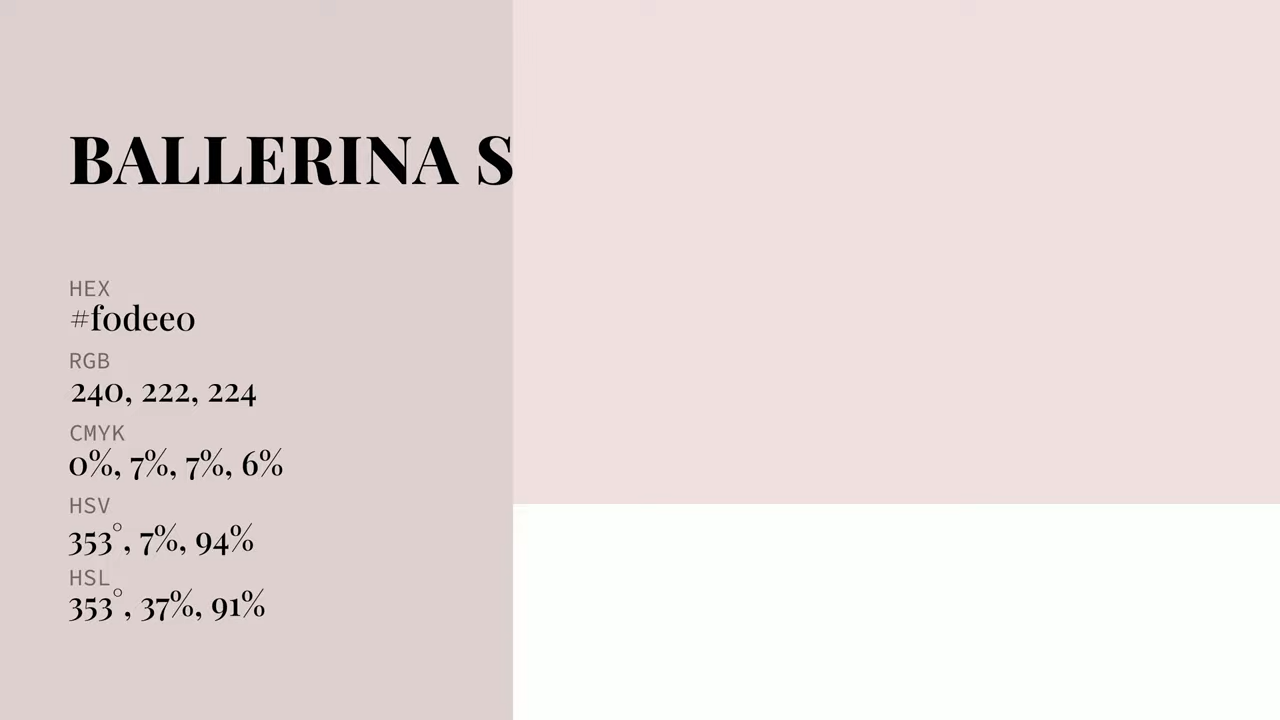 BALLERINA S
HEX
#f0dee0
RGB
240, 222, 224
CMYK
0%, 7%, 7%, 6%
HSV
353°, 7%, 94%
HSL
353°, 37%, 91%